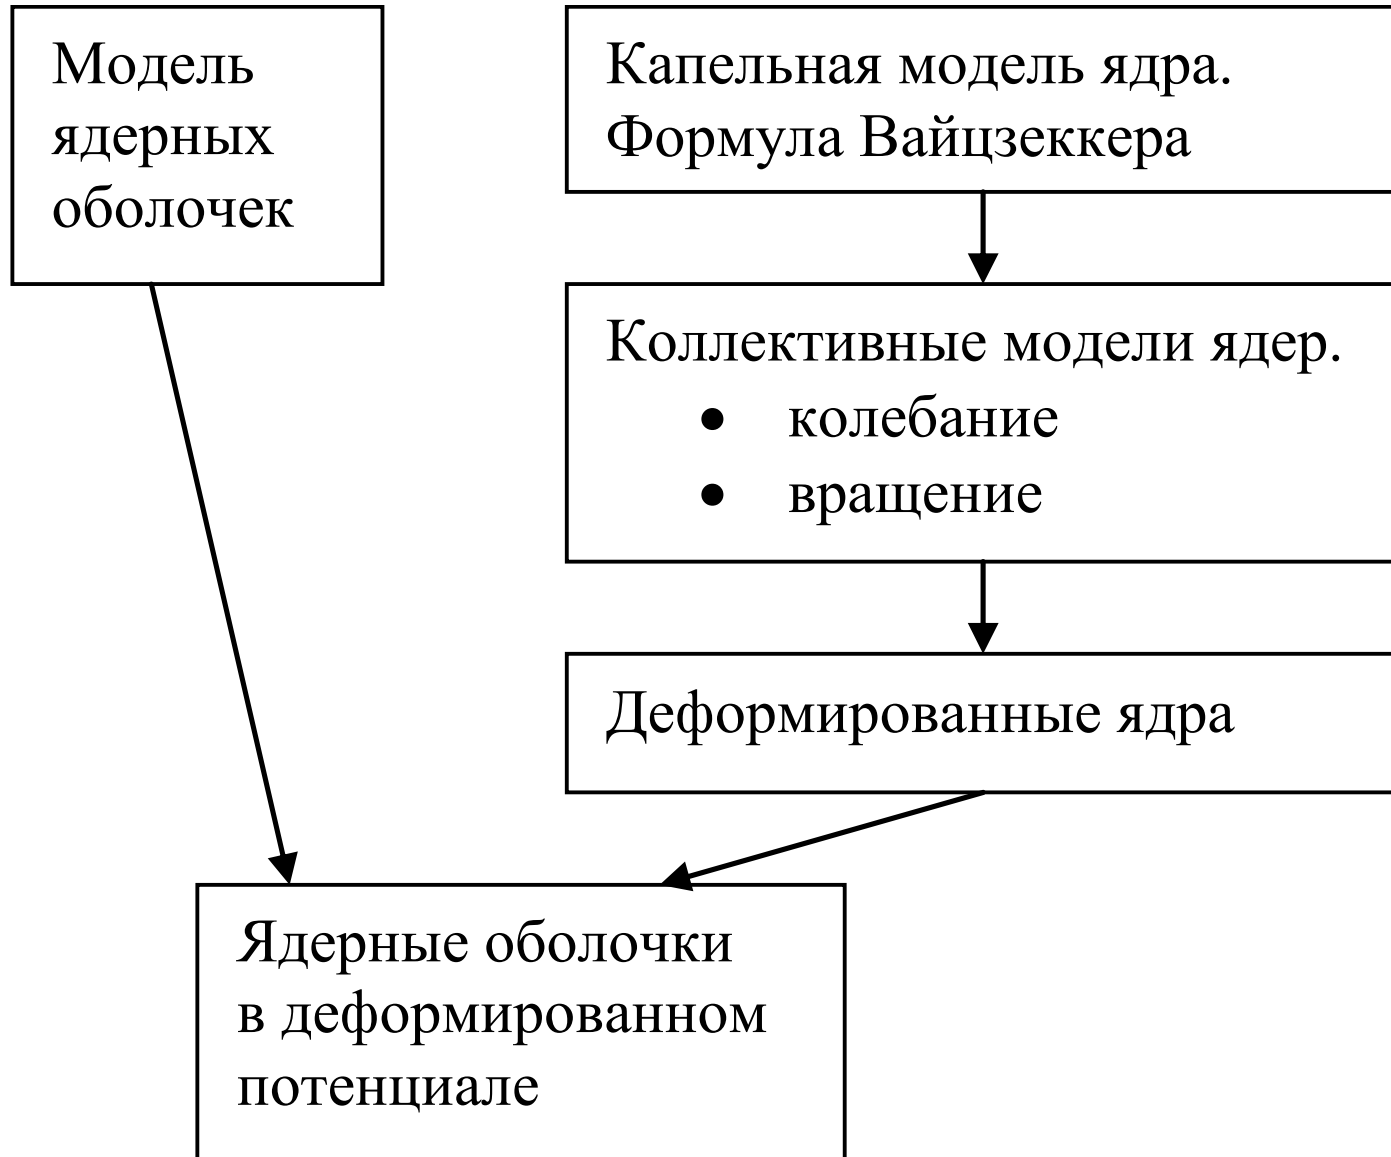 Модель
ядерных
оболочек
Капельная модель ядра.
Формула Вайцзеккера
Коллективные модели ядер.
• колебание
• вращение
Деформированные ядра
Ядерные оболочки
в деформированном
потенциале